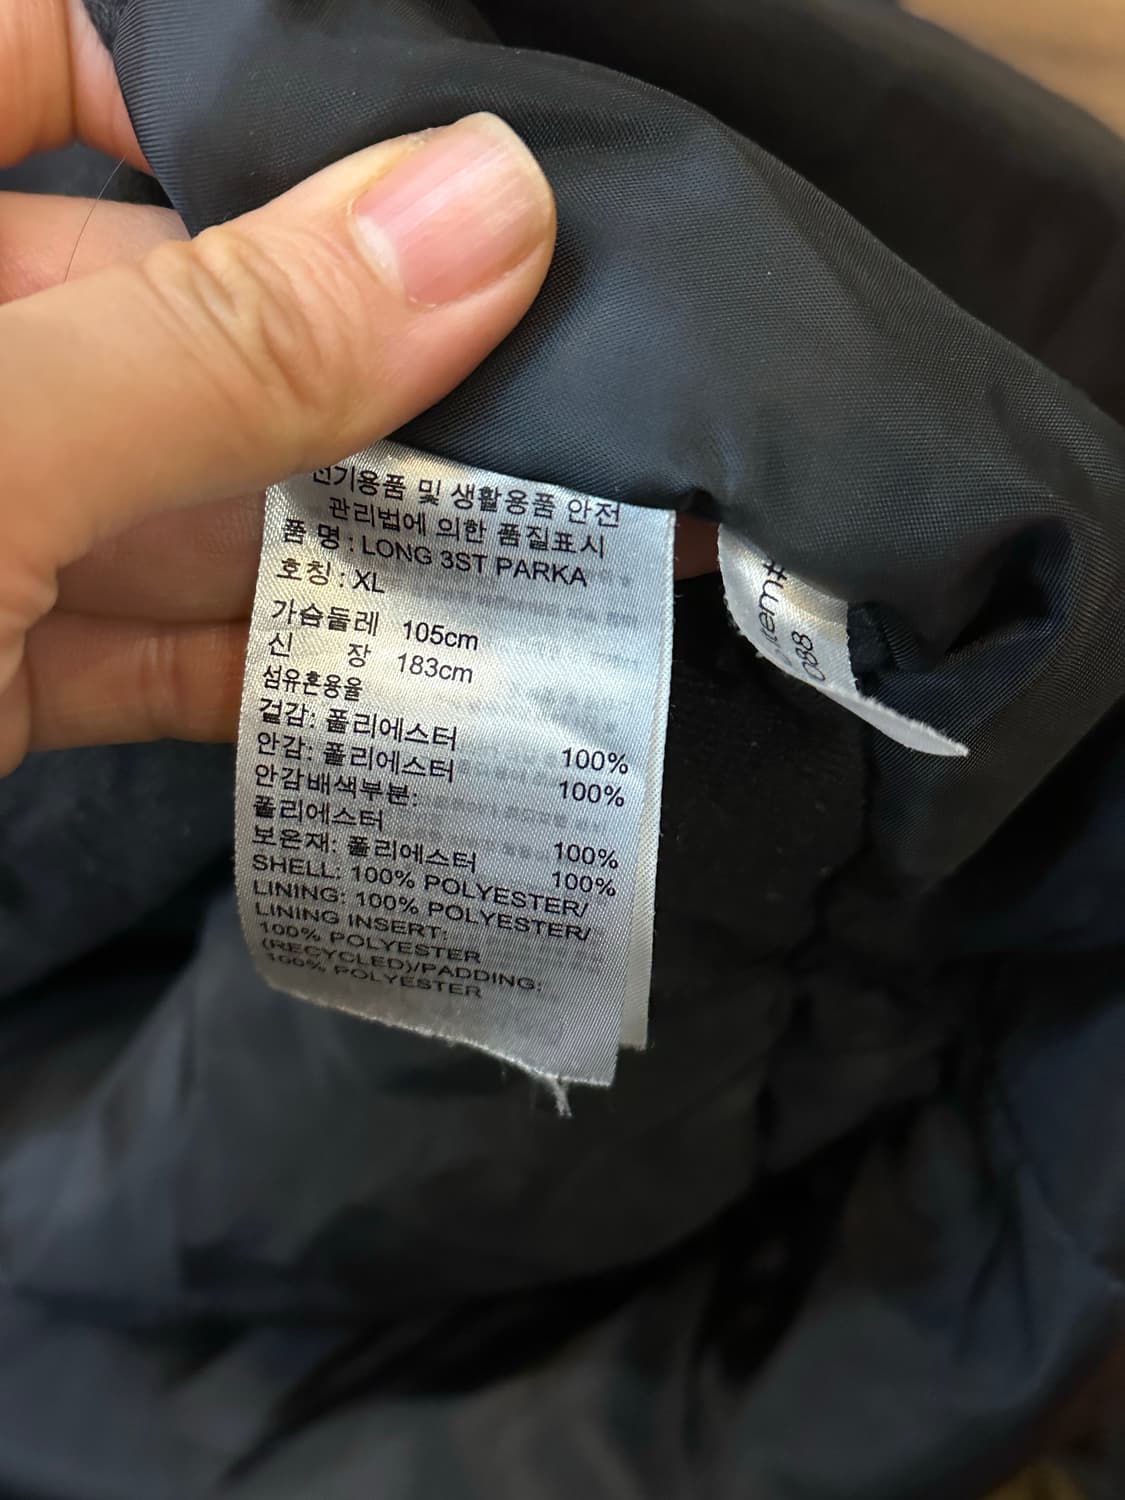 전기용품 및 생활용품 안전
관리법에 의한 품질표시
품 명 : LONG 3ST PARKA
호칭 : XL
가슴둘레 105cm
신 장 183cm
섬유혼용율
겉감: 폴리에스터 100%
안감: 폴리에스터 100%
안감배색부분:
폴리에스터 100%
보온재: 폴리에스터 100%
SHELL: 100% POLYESTER/
LINING: 100% POLYESTER/
LINING INSERT:
100% POLYESTER
(RECYCLED)/PADDING:
100% POLYESTER
Item#
088